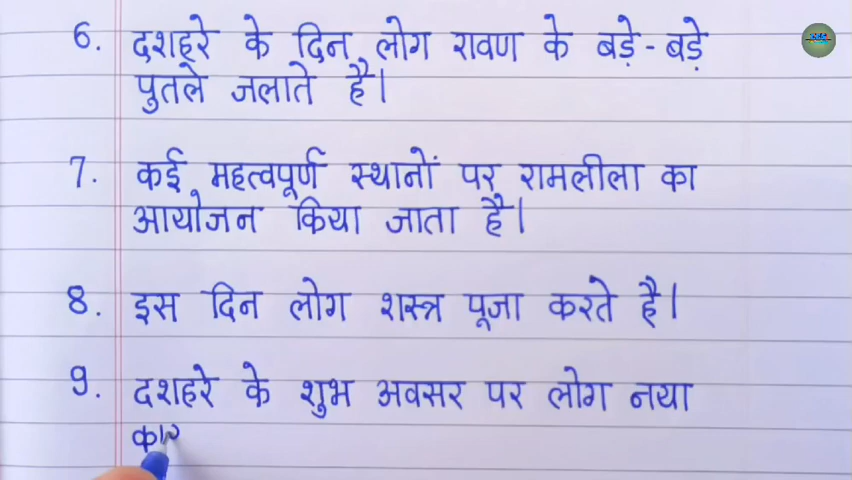 6. दशहरे के दिन लोग रावण के बड़े-बड़े
पुतले जलाते है।
7. कई महत्वपूर्ण स्थानों पर रामलीला का
आयोजन किया जाता है।
8. इस दिन लोग शस्त्र पूजा करते है।
9. दशहरे के शुभ अवसर पर लोग नया